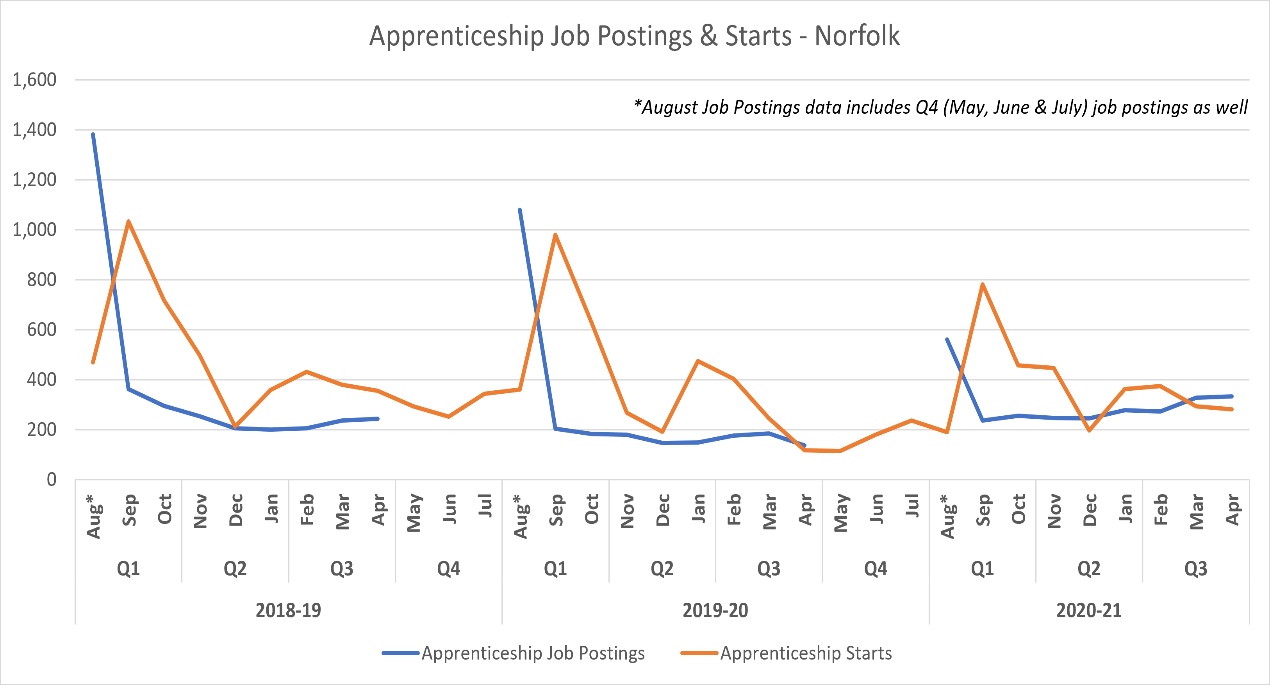 Apprenticeship Job Postings & Starts - Norfolk
*August Job Postings data includes Q4 (May, June & July) job postings as well
1,600
1,400
1,200
1,000
800
600
400
200
0
Aug* Sep Oct Nov Dec Jan Feb Mar Apr May Jun Jul Aug* Sep Oct Nov Dec Jan Feb Mar Apr May Jun Jul Aug* Sep Oct Nov Dec Jan Feb Mar Apr
Q1 Q2 Q3 Q4 Q1 Q2 Q3 Q4 Q1 Q2 Q3
2018-19 2019-20 2020-21
Apprenticeship Job Postings Apprenticeship Starts